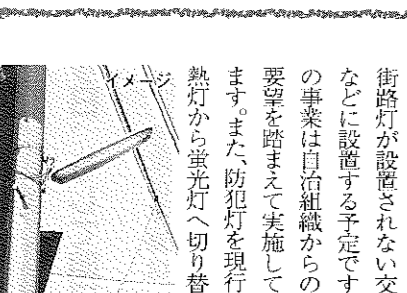 街路灯が設置されない交
などに設置する予定です
の事業は自治組織からの
要望を踏まえて実施して
ます。また、防犯灯を現行
熱灯から蛍光灯へ切り替
イメージ